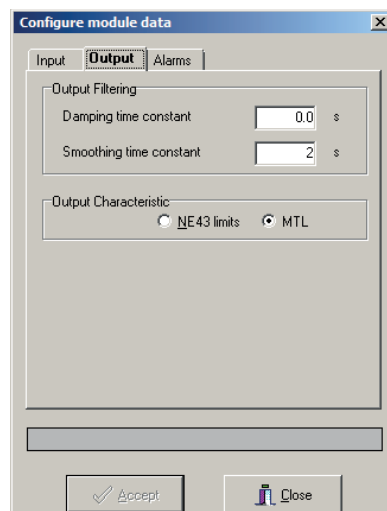 Configure module data
Input Output Alarms
Output Filtering
Damping time constant 0.0 s
Smoothing time constant 2 s
Output Characteristic
NE43 limits MTL
Accept Close